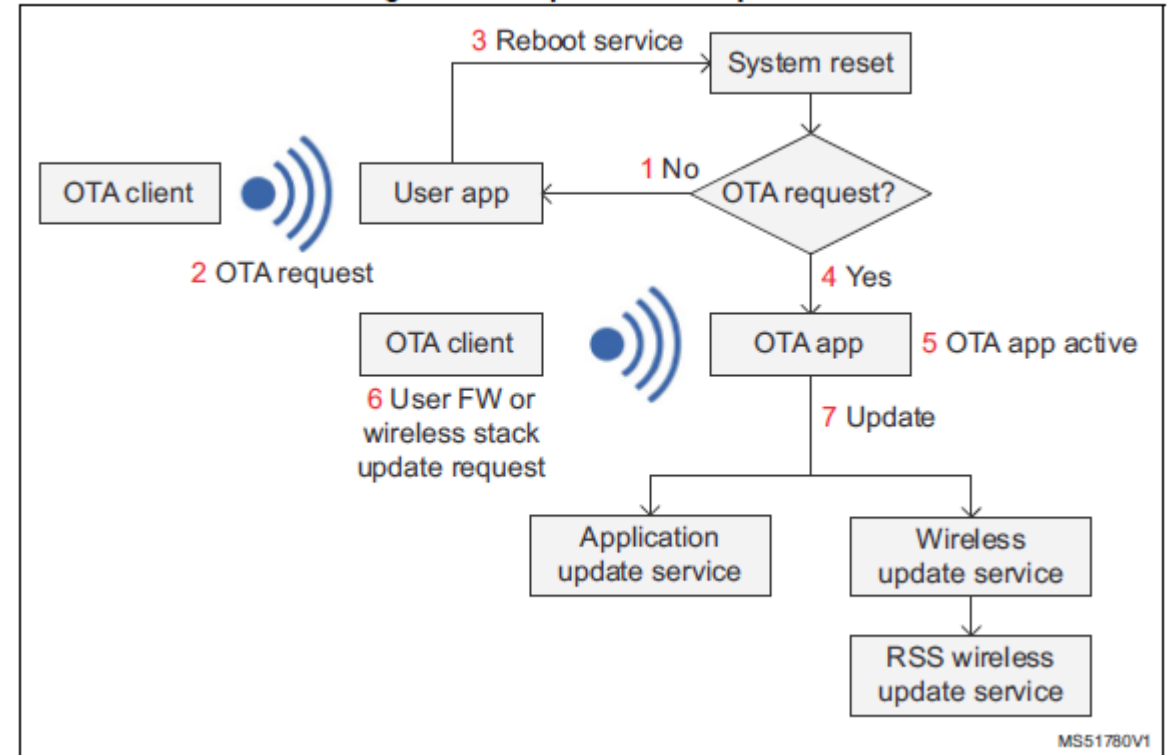 3 Reboot service
System reset
1 No
OTA client
User app
OTA request?
2 OTA request
4 Yes
OTA client
OTA app
5 OTA app active
6 User FW or
wireless stack
update request
7 Update
Application
update service
Wireless
update service
RSS wireless
update service
MS51780V1